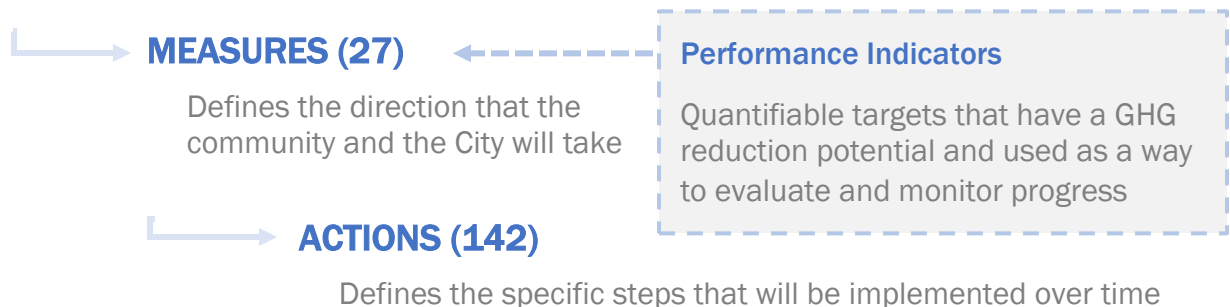 MEASURES (27)
Defines the direction that the
community and the City will take
Performance Indicators
Quantifiable targets that have a GHG
reduction potential and used as a way
to evaluate and monitor progress
ACTIONS (142)
Defines the specific steps that will be implemented over time